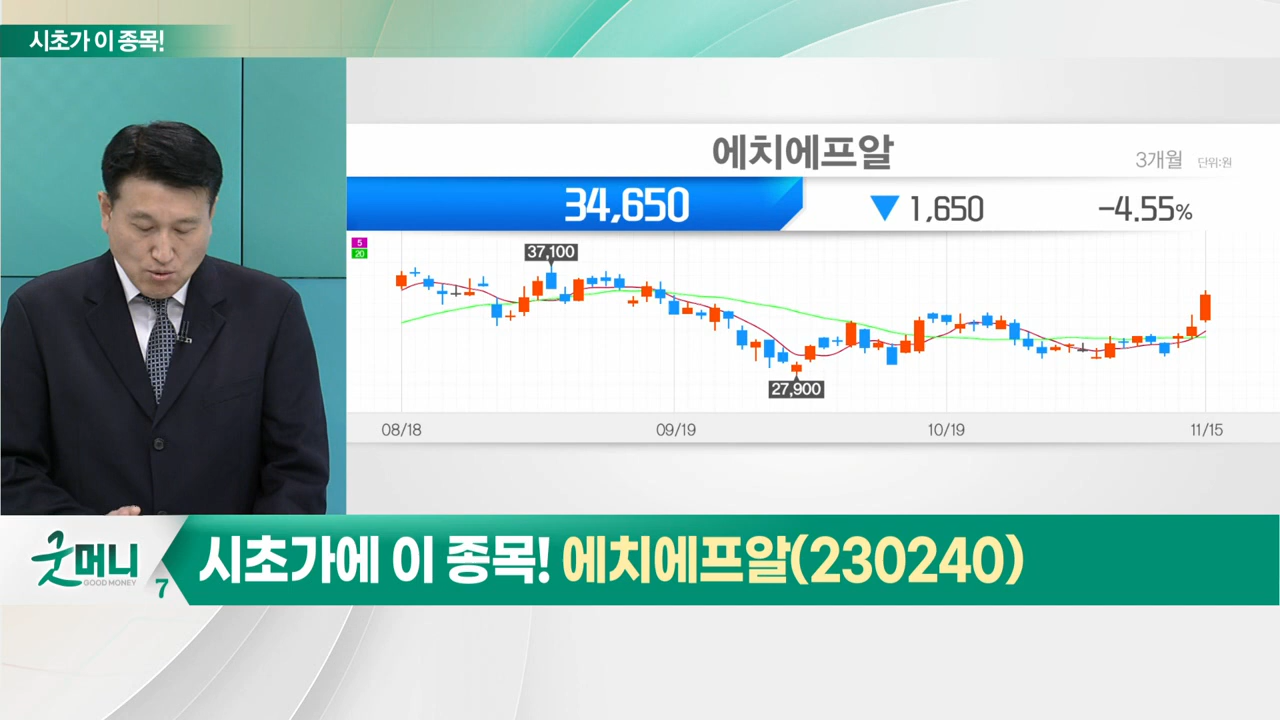 시초가 이 종목!
에치에프알
3개월 단위:원
34,650 ▼ 1,650 -4.55%
5
20
37,100
27,900
08/18 09/19 10/19 11/15
굿머니
GOOD MONEY
7
시초가에 이 종목! 에치에프알(230240)